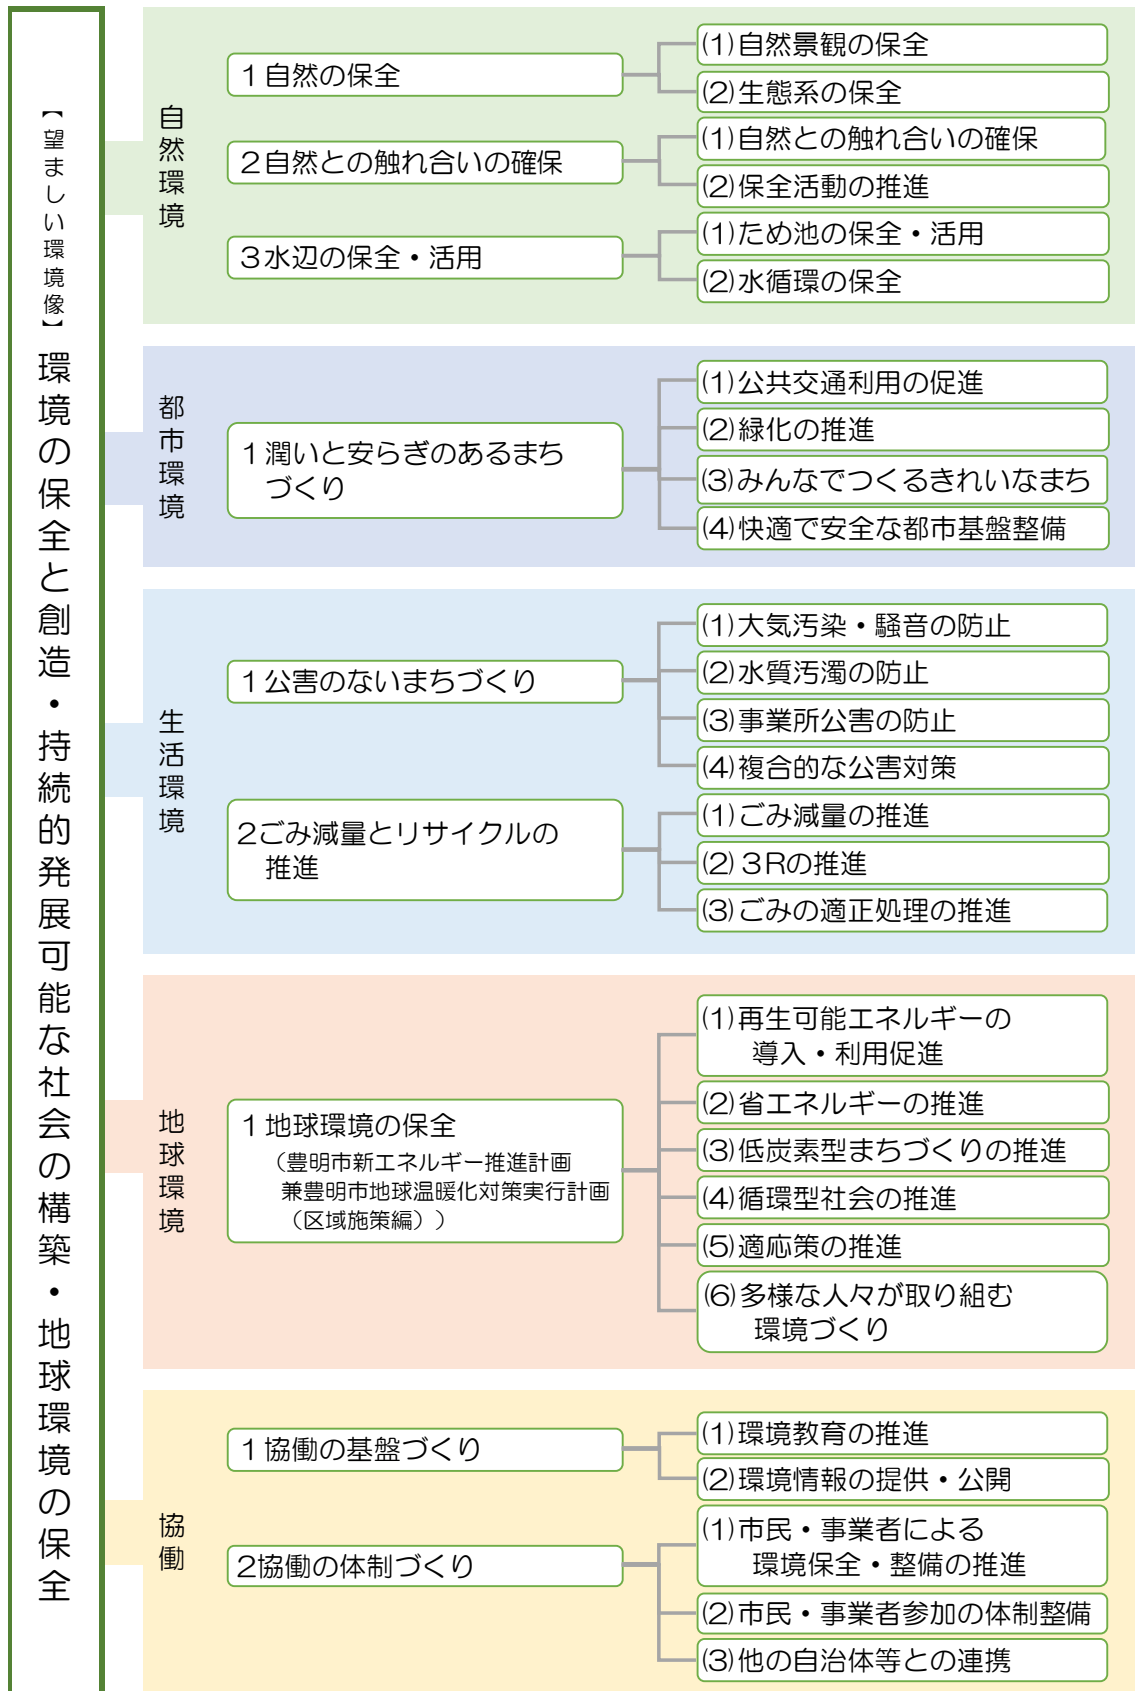 【望ましい環境像】環境の保全と創造・持続的発展可能な社会の構築・地球環境の保全
自然環境
1自然の保全
(1)自然景観の保全
(2)生態系の保全
2自然との触れ合いの確保
(1)自然との触れ合いの確保
(2)保全活動の推進
3水辺の保全・活用
(1)ため池の保全・活用
(2)水循環の保全
都市環境
1潤いと安らぎのあるまち
づくり
(1)公共交通利用の促進
(2)緑化の推進
(3)みんなでつくるきれいなまち
(4)快適で安全な都市基盤整備
生活環境
1公害のないまちづくり
(1)大気汚染・騒音の防止
(2)水質汚濁の防止
(3)事業所公害の防止
(4)複合的な公害対策
2ごみ減量とリサイクルの
推進
(1)ごみ減量の推進
(2)3Rの推進
(3)ごみの適正処理の推進
地球環境
1地球環境の保全
（豊明市新エネルギー推進計画
兼豊明市地球温暖化対策実行計画
（区域施策編））
(1)再生可能エネルギーの
導入・利用促進
(2)省エネルギーの推進
(3)低炭素型まちづくりの推進
(4)循環型社会の推進
(5)適応策の推進
(6)多様な人々が取り組む
環境づくり
協働
1協働の基盤づくり
(1)環境教育の推進
(2)環境情報の提供・公開
2協働の体制づくり
(1)市民・事業者による
環境保全・整備の推進
(2)市民・事業者参加の体制整備
(3)他の自治体等との連携